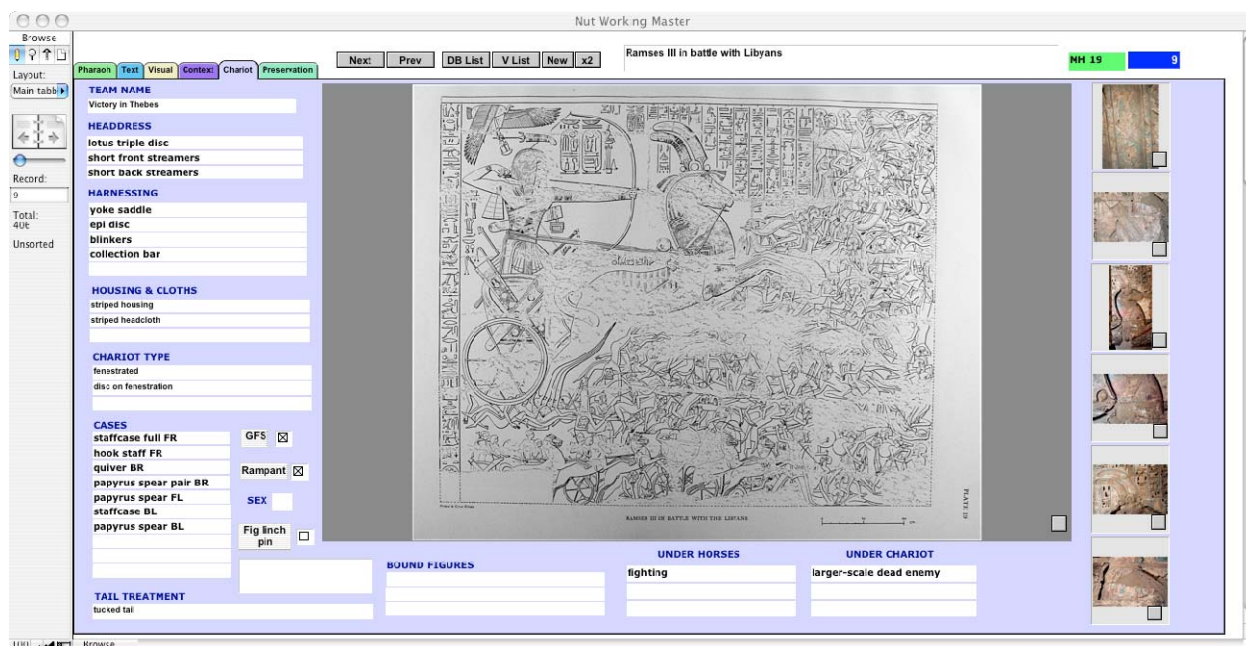 Nut Working Master
Browse
Layout:
Main tabb
Record:
9
Total:
406
Unsorted
Pharaoh Text Visual Context Chariot Preservation
Next Prev DB List V List New x2
Ramses III in battle with Libyans
MH 19
9
TEAM NAME
Victory in Thebes
HEADDRESS
lotus triple disc
short front streamers
short back streamers
HARNESSING
yoke saddle
epi disc
blinkers
collection bar
HOUSING & CLOTHS
striped housing
striped headcloth
CHARIOT TYPE
fenestrated
disc on fenestration
CASES
staffcase full FR
hook staff FR
quiver BR
papyrus spear pair BR
papyrus spear FL
staffcase BL
papyrus spear BL
GFS
Rampant
SEX
Fig linch
pin
TAIL TREATMENT
tucked tail
RAMSES III IN BATTLE WITH THE LIBYANS
PLATE 19
BOUND FIGURES
UNDER HORSES
fighting
UNDER CHARIOT
larger-scale dead enemy
100
Browse